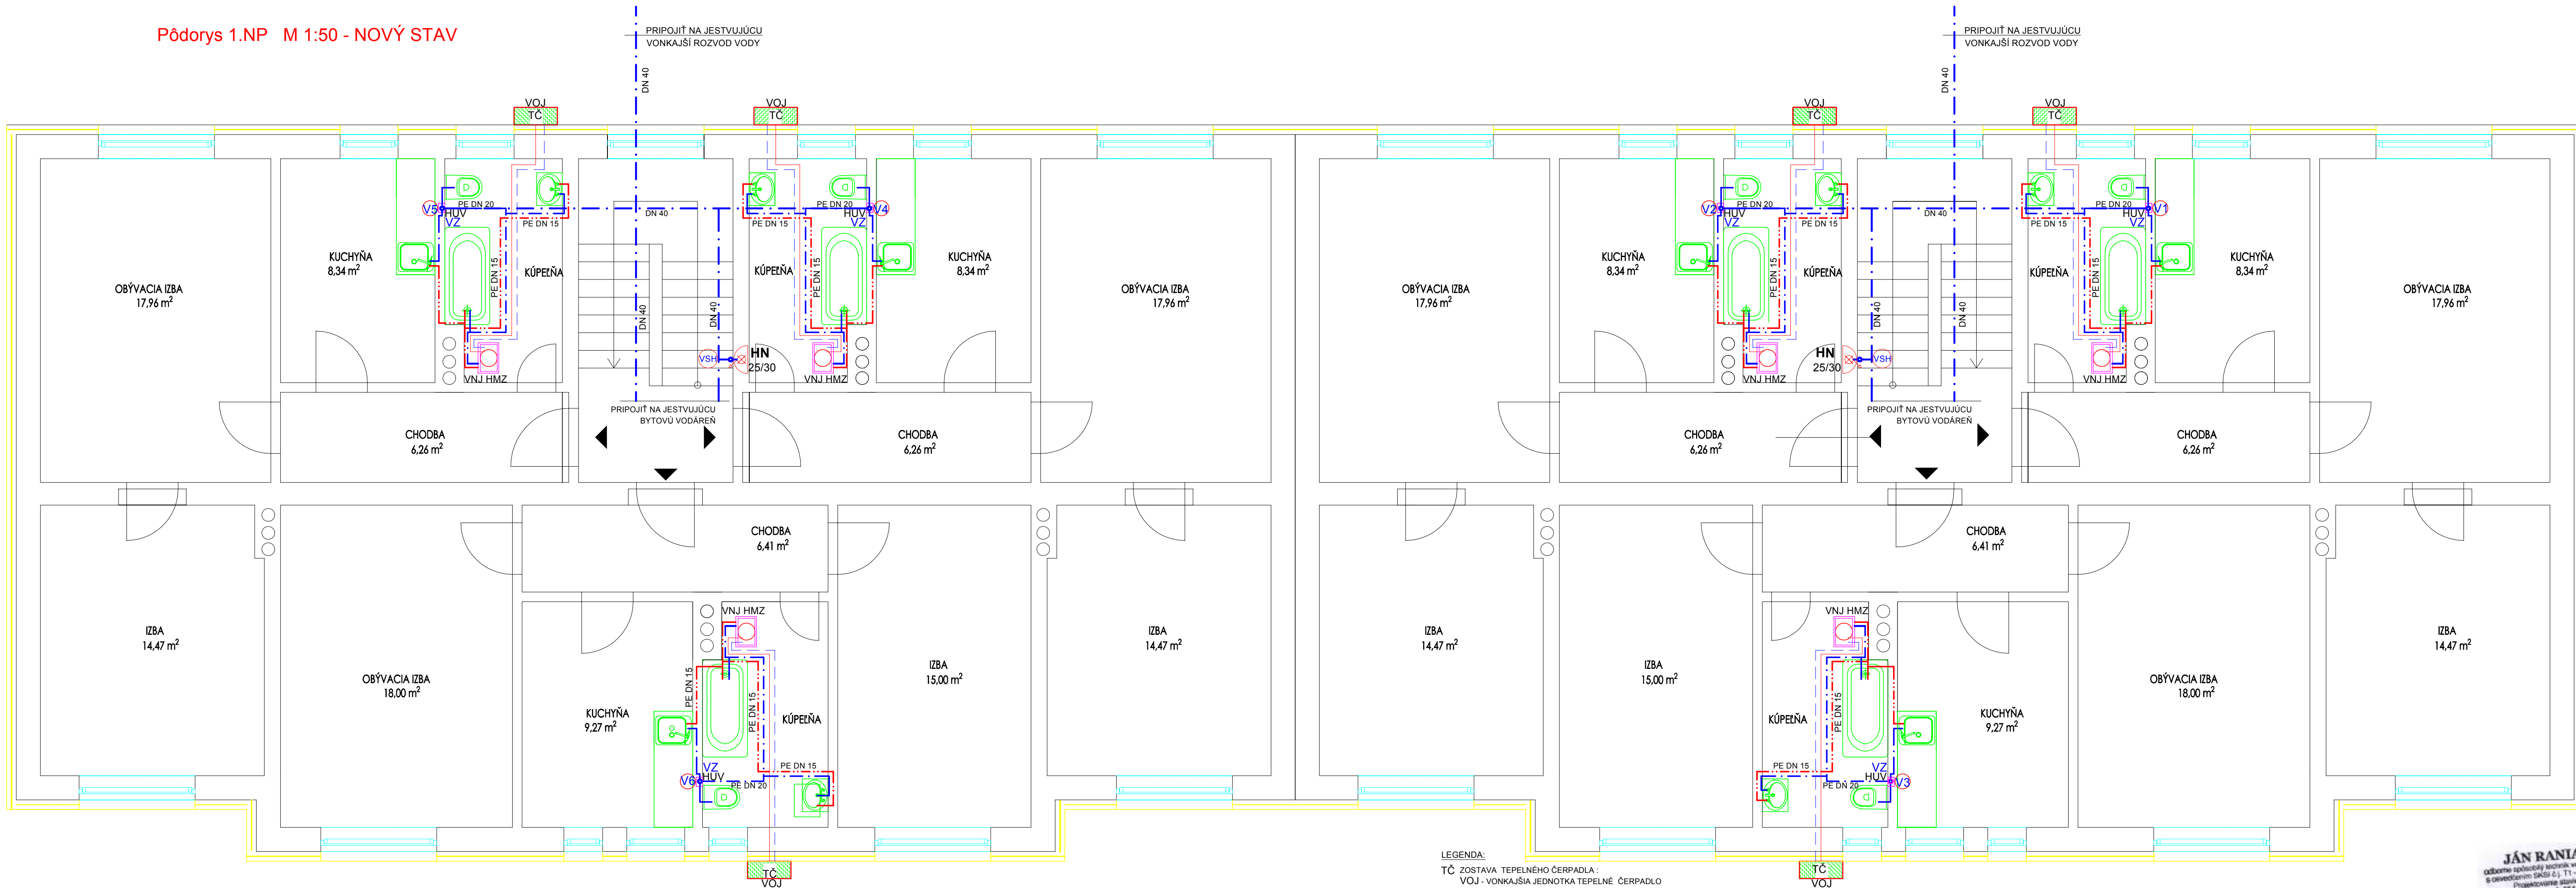 Pôdorys 1.NP M 1:50 - NOVÝ STAV
PRIPOJIŤ NA JESTVUJÚCU
VONKAJŠÍ ROZVOD VODY
DN 40
PRIPOJIŤ NA JESTVUJÚCU
VONKAJŠÍ ROZVOD VODY
DN 40
VOJ
TČ
VOJ
TČ
VOJ
TČ
VOJ
TČ
V5
HUV
VZ
PE DN 20
PE DN 15
PE DN 15
DN 40
PE DN 20
HUV
V4
VZ
PE DN 15
PE DN 15
V2
HUV
VZ
PE DN 20
PE DN 15
PE DN 15
DN 40
PE DN 20
HUV
V1
VZ
PE DN 15
PE DN 15
OBÝVACIA IZBA
17,96 m²
KUCHYŇA
8,34 m²
KÚPEĽŇA
KÚPEĽŇA
KUCHYŇA
8,34 m²
OBÝVACIA IZBA
17,96 m²
OBÝVACIA IZBA
17,96 m²
KUCHYŇA
8,34 m²
KÚPEĽŇA
KÚPEĽŇA
KUCHYŇA
8,34 m²
OBÝVACIA IZBA
17,96 m²
DN 40
DN 40
DN 40
DN 40
VNJ HMZ
VSH
HN
25/30
VNJ HMZ
VNJ HMZ
HN
25/30
VSH
VNJ HMZ
PRIPOJIŤ NA JESTVUJÚCU
BYTOVÚ VODÁREŇ
PRIPOJIŤ NA JESTVUJÚCU
BYTOVÚ VODÁREŇ
CHODBA
6,26 m²
CHODBA
6,26 m²
CHODBA
6,26 m²
CHODBA
6,26 m²
CHODBA
6,41 m²
CHODBA
6,41 m²
IZBA
14,47 m²
OBÝVACIA IZBA
18,00 m²
KUCHYŇA
9,27 m²
VNJ HMZ
PE DN 15
PE DN 15
KÚPEĽŇA
PE DN 15
VZ
V6
HUV
PE DN 20
IZBA
15,00 m²
IZBA
14,47 m²
IZBA
14,47 m²
IZBA
15,00 m²
VNJ HMZ
KÚPEĽŇA
PE DN 15
PE DN 15
VZ
HUV
V3
PE DN 20
KUCHYŇA
9,27 m²
OBÝVACIA IZBA
18,00 m²
IZBA
14,47 m²
TČ
VOJ
TČ
VOJ
LEGENDA:
TČ ZOSTAVA TEPELNÉHO ČERPADLA :
VOJ - VONKAJŠIA JEDNOTKA TEPELNÉ ČERPADLO
JÁN RANIA
odborne spôsobilý technik
s osvedčením SKSI č.j.
Projektovanie